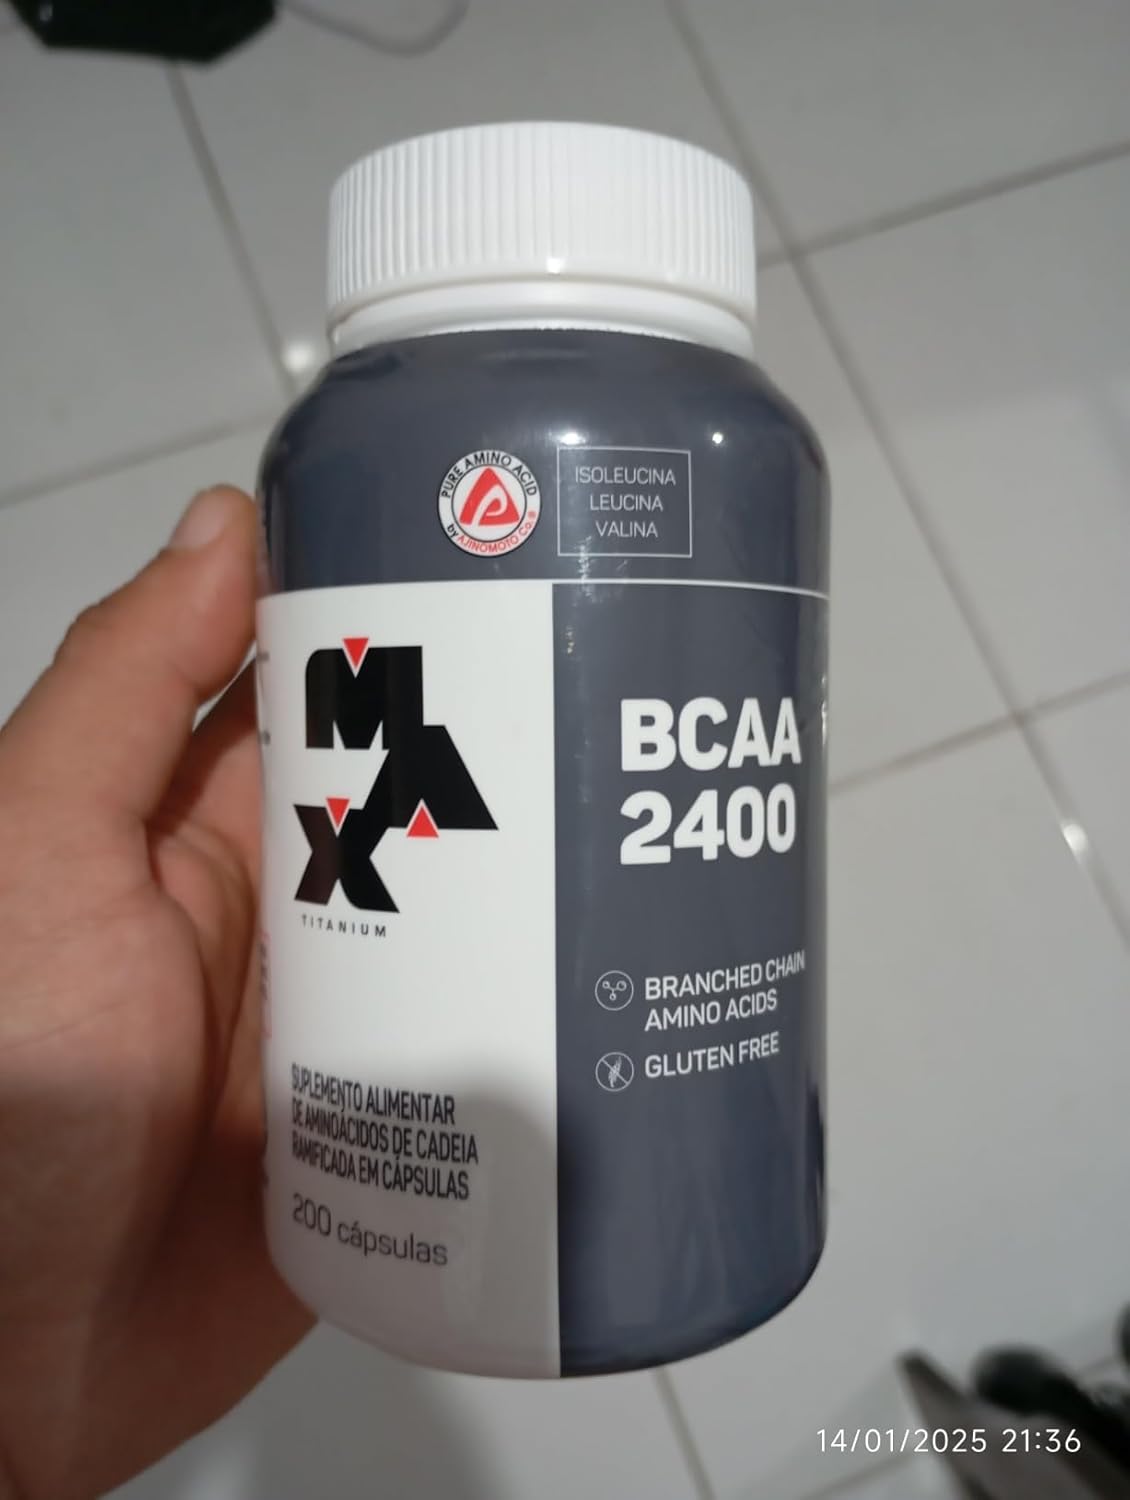 PURE AMINO ACID
by AJINOMOTO Co.®
ISOLEUCINA
LEUCINA
VALINA
MAX
TITANIUM
BCAA
2400
BRANCHED CHAIN
AMINO ACIDS
GLUTEN FREE
SUPLEMENTO ALIMENTAR
DE AMINOÁCIDOS DE CADEIA
RAMIFICADA EM CÁPSULAS
200 cápsulas
14/01/2025 21:36